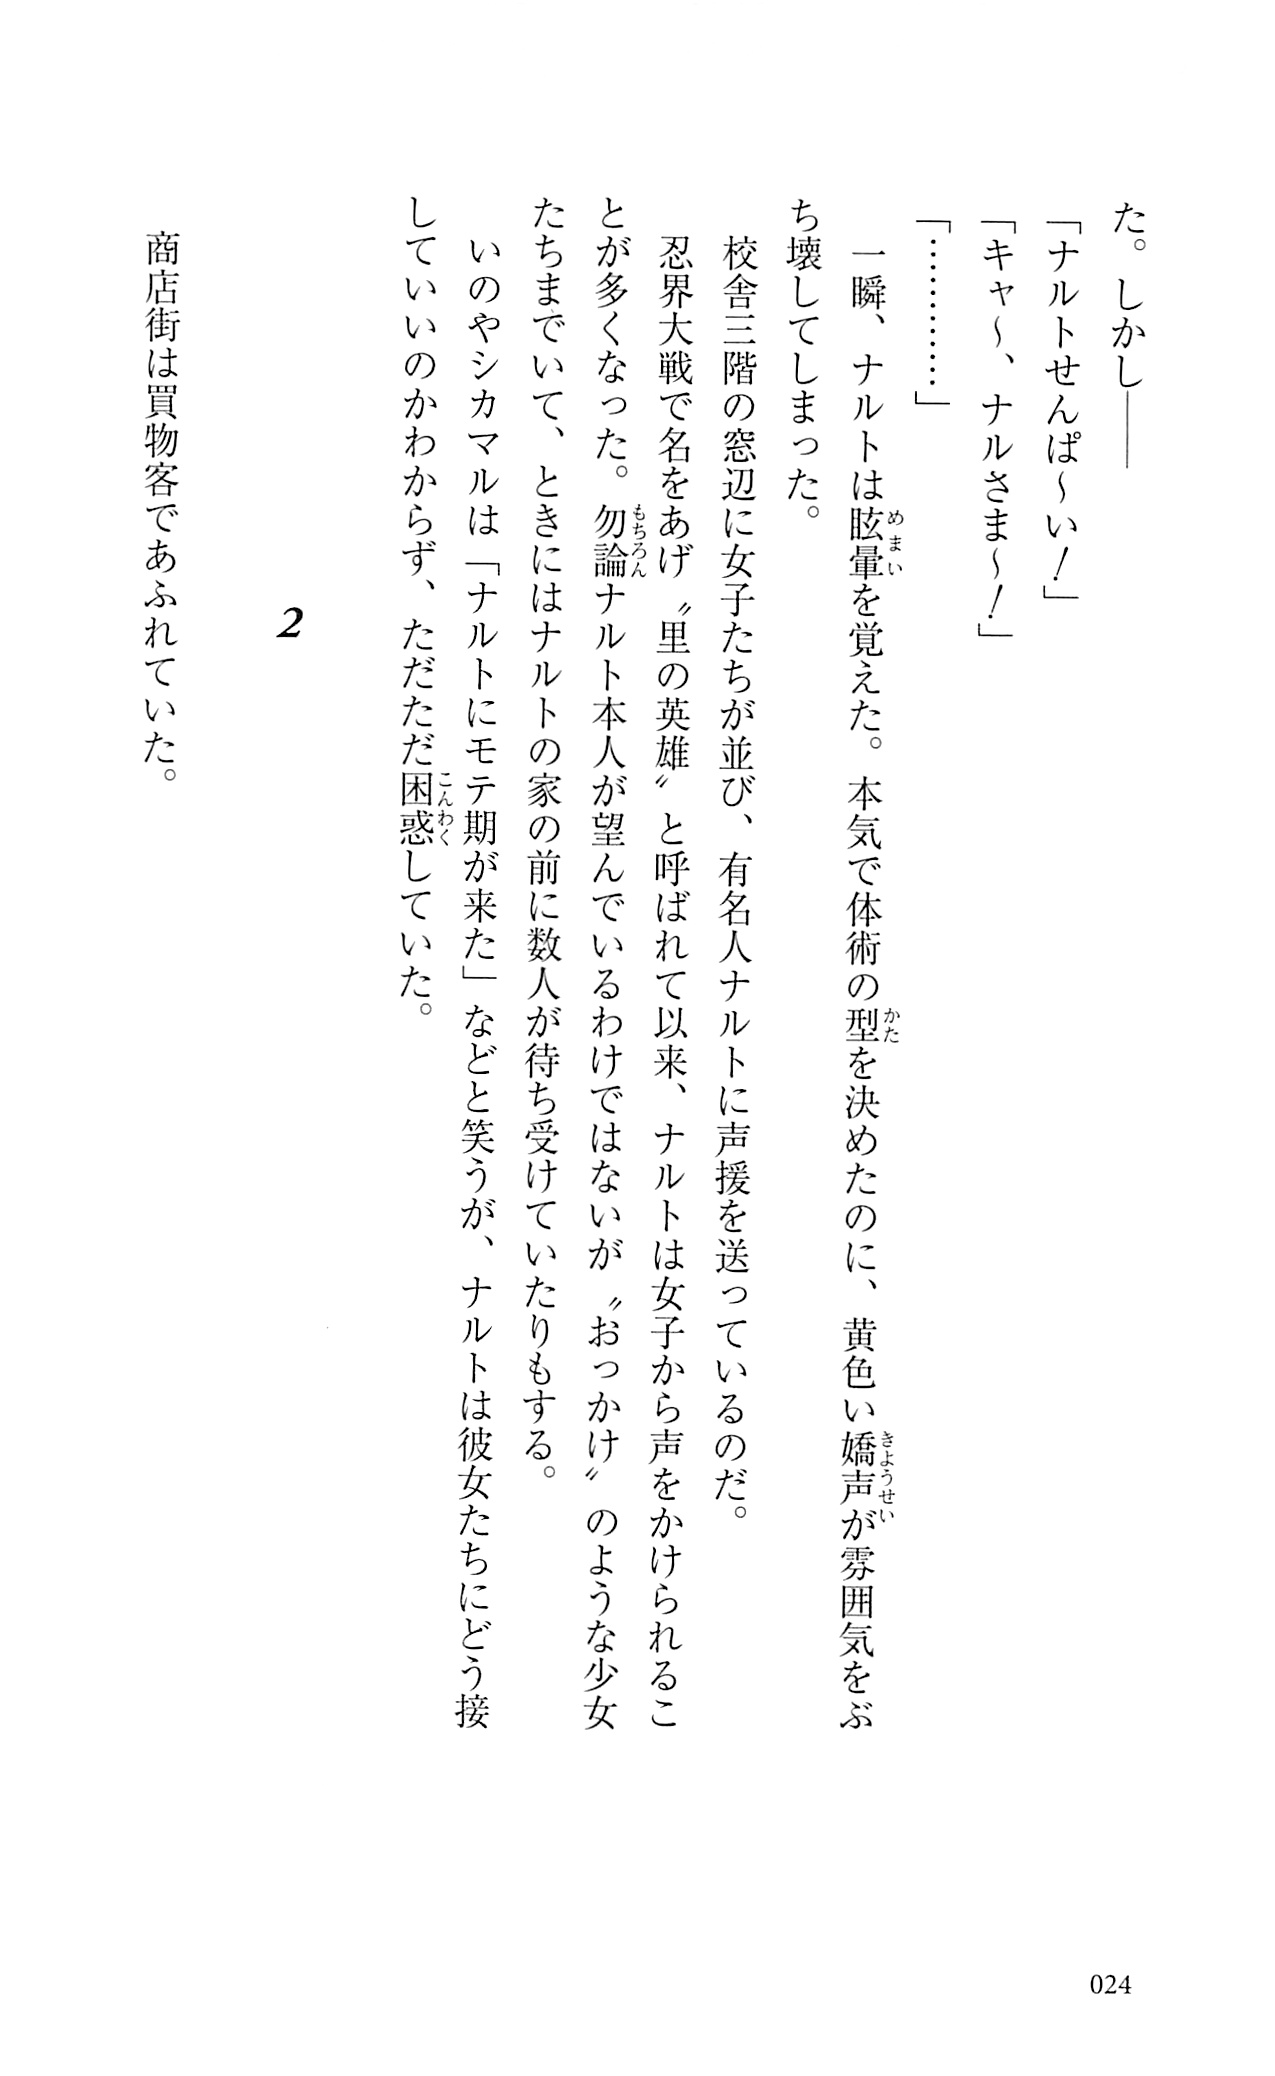 た。しかし――
「ナルトせんぱ～い！」
「キャ～、ナルさま～！」
「…………」
一瞬、ナルトは眩暈を覚えた。本気で体術の型を決めたのに、黄色い嬌声が雰囲気をぶ
ち壊してしまった。
校舎三階の窓辺に女子たちが並び、有名人ナルトに声援を送っているのだ。
忍界大戦で名をあげ〝里の英雄〟と呼ばれて以来、ナルトは女子から声をかけられるこ
とが多くなった。勿論ナルト本人が望んでいるわけではないが〝おっかけ〟のような少女
たちまでいて、ときにはナルトの家の前に数人が待ち受けていたりもする。
いのやシカマルは「ナルトにモテ期が来た」などと笑うが、ナルトは彼女たちにどう接
していいのかわからず、ただただ困惑していた。
2
商店街は買物客であふれていた。
024